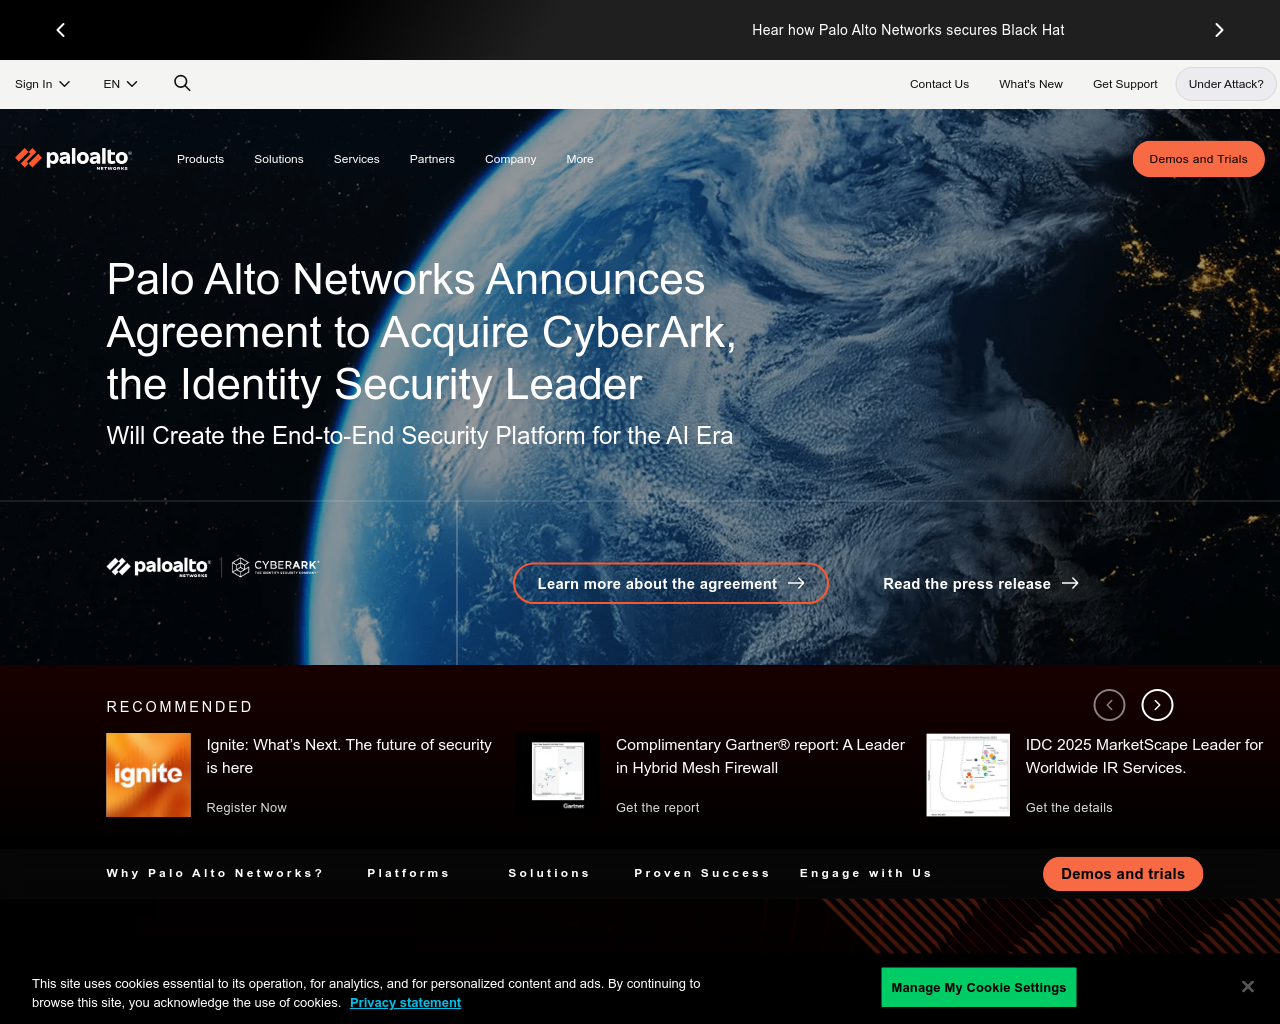 Hear how Palo Alto Networks secures Black Hat
Sign In
EN
Contact Us
What's New
Get Support
Under Attack?
paloalto
NETWORKS
Products
Solutions
Services
Partners
Company
More
Demos and Trials
Palo Alto Networks Announces
Agreement to Acquire CyberArk,
the Identity Security Leader
Will Create the End-to-End Security Platform for the AI Era
paloalto
NETWORKS
CYBERARK
THE IDENTITY SECURITY COMPANY
Learn more about the agreement
Read the press release
RECOMMENDED
ignite
Ignite: What’s Next. The future of security
is here
Register Now
Gartner
Complimentary Gartner® report: A Leader
in Hybrid Mesh Firewall
Get the report
IDC 2025 MarketScape Leader for
Worldwide IR Services.
Get the details
Why Palo Alto Networks?
Platforms
Solutions
Proven Success
Engage with Us
Demos and trials
This site uses cookies essential to its operation, for analytics, and for personalized content and ads. By continuing to
browse this site, you acknowledge the use of cookies. Privacy statement
Manage My Cookie Settings